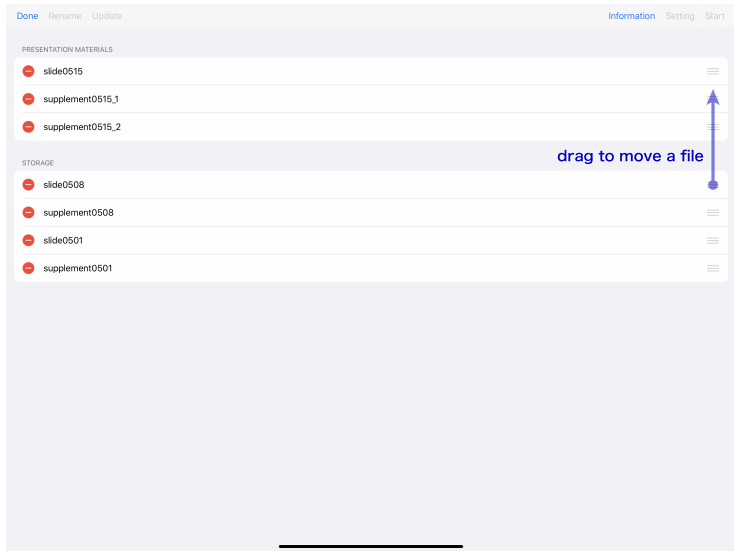 Done Rename Update Information Setting Start
PRESENTATION MATERIALS
slide0515
supplement0515_1
supplement0515_2
drag to move a file
STORAGE
slide0508
supplement0508
slide0501
supplement0501